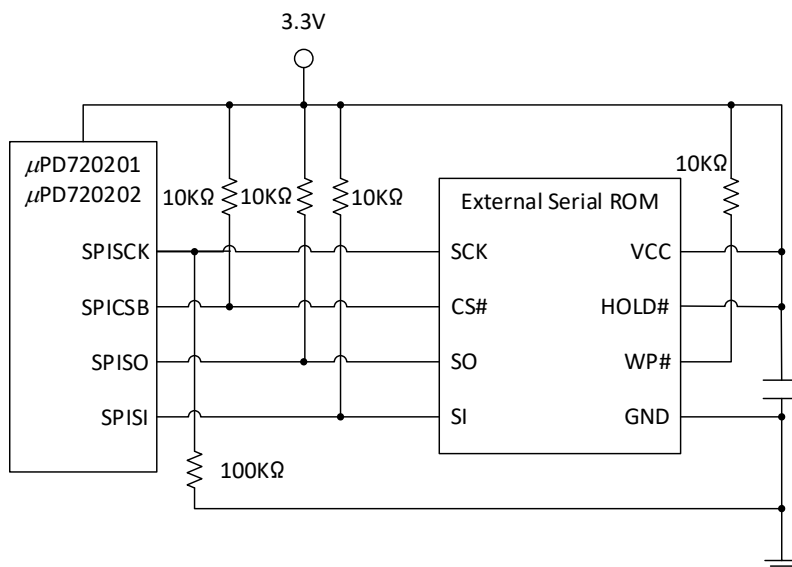 3.3V
μPD720201
μPD720202
10KΩ
10KΩ
10KΩ
10KΩ
External Serial ROM
SPISCK
SCK
VCC
SPICSB
CS#
HOLD#
SPISO
SO
WP#
SPISI
SI
GND
100KΩ